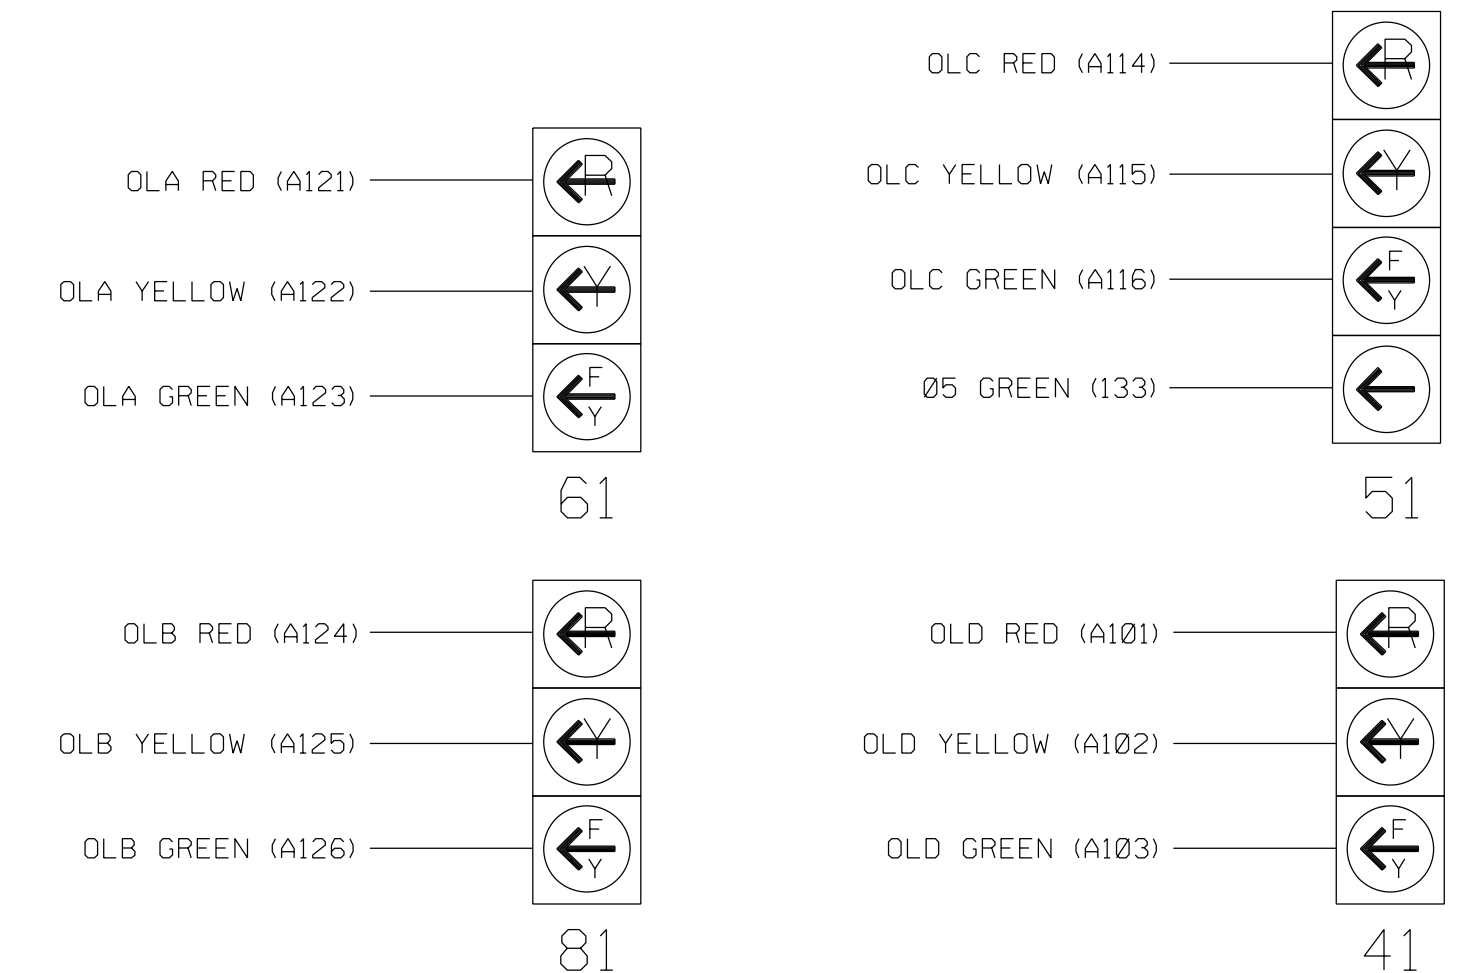 OLA RED (A121)
R
OLA YELLOW (A122)
Y
OLA GREEN (A123)
F
Y
61
OLC RED (A114)
R
OLC YELLOW (A115)
Y
OLC GREEN (A116)
F
Y
Ø5 GREEN (133)
51
OLB RED (A124)
R
OLB YELLOW (A125)
Y
OLB GREEN (A126)
F
Y
81
OLD RED (A1Ø1)
R
OLD YELLOW (A1Ø2)
Y
OLD GREEN (A1Ø3)
F
Y
41